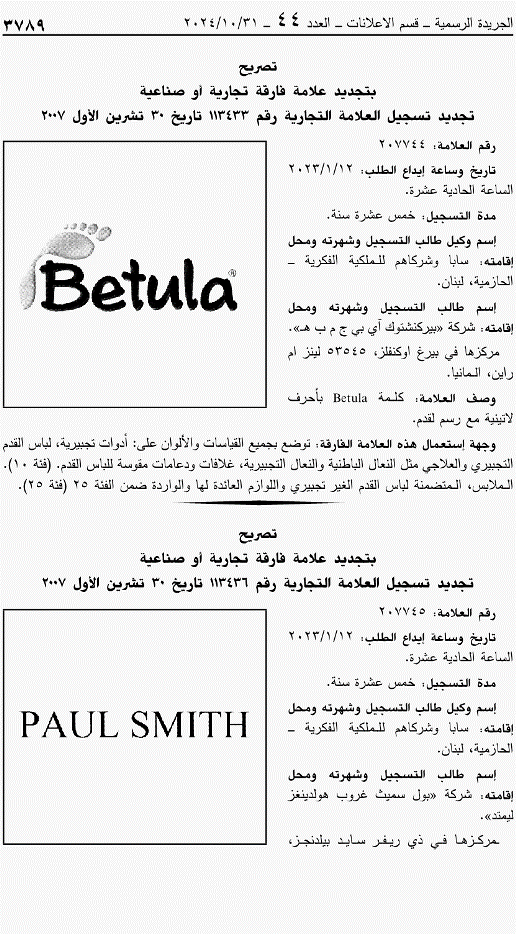 الجريدة الرسمية ــ قسم الاعلانات ــ العدد ٤٤ ــ ٢٠٢٤/١٠/٣١
٣٧٨٩
تصريح
بتجديد علامة فارقة تجارية أو صناعية
تجديد تسجيل العلامة التجارية رقم ١١٣٤٣٣ تاريخ ٣٠ تشرين الأول ٢٠٠٧
رقم العلامة: ٢٠٧٧٤٤
تاريخ وساعة إيداع الطلب: ٢٠٢٣/١/١٢
الساعة الحادية عشرة.
مدة التسجيل: خمس عشرة سنة.
إسم وكيل طالب التسجيل وشهرته ومحل
إقامته: سابا وشركاهم للملكية الفكرية ــ
الحازمية، لبنان.
إسم طالب التسجيل وشهرته ومحل
إقامته: شركة «بيركنشتوك آي بي ج م ب هـ».
مركزها في بيرغ اوكنفلز، ٥٣٥٤٥ لينز ام
راين، المانيا.
وصف العلامة: كلمة Betula بأحرف
لاتينية مع رسم لقدم.
Betula®
وجهة إستعمال هذه العلامة الفارقة: توضع بجميع القياسات والألوان على: أدوات تجبيرية، لباس القدم
التجبيري والعلاجي مثل النعال الباطنية والنعال التجبيرية، غلافات ودعامات مقوسة للباس القدم. (فئة ١٠).
الملابس، المتضمنة لباس القدم الغير تجبيري واللوازم العائدة لها والواردة ضمن الفئة ٢٥ (فئة ٢٥).
تصريح
بتجديد علامة فارقة تجارية أو صناعية
تجديد تسجيل العلامة التجارية رقم ١١٣٤٣٦ تاريخ ٣٠ تشرين الأول ٢٠٠٧
رقم العلامة: ٢٠٧٧٤٥
تاريخ وساعة إيداع الطلب: ٢٠٢٣/١/١٢
الساعة الحادية عشرة.
مدة التسجيل: خمس عشرة سنة.
إسم وكيل طالب التسجيل وشهرته ومحل
إقامته: سابا وشركاهم للملكية الفكرية ــ
الحازمية، لبنان.
إسم طالب التسجيل وشهرته ومحل
إقامته: شركة «بول سميث غروب هولدينغز
ليمتد».
مركزها في ذي ريفر سايد بيلدنجز،
PAUL SMITH